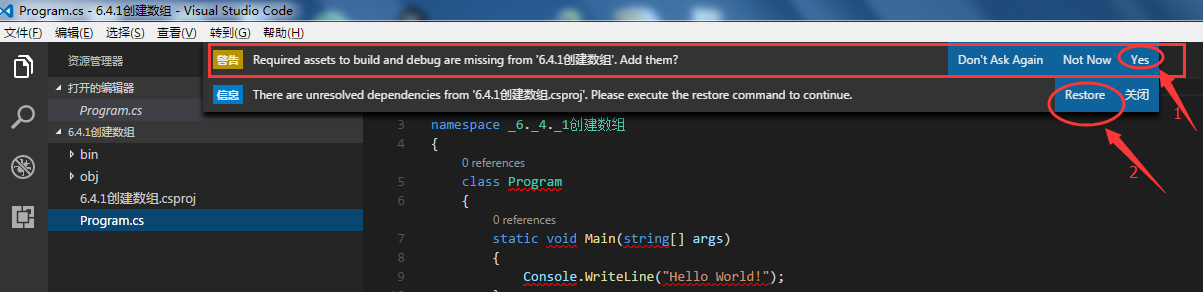 Program.cs - 6.4.1创建数组 - Visual Studio Code
文件(F) 编辑(E) 选择(S) 查看(V) 转到(G) 帮助(H)
资源管理器
警告 Required assets to build and debug are missing from '6.4.1创建数组'. Add them? Don't Ask Again Not Now Yes
信息 There are unresolved dependencies from '6.4.1创建数组.csproj'. Please execute the restore command to continue. Restore 关闭
1
2
打开的编辑器
Program.cs
6.4.1创建数组
bin
obj
6.4.1创建数组.csproj
Program.cs
3 namespace _6._4._1创建数组
4 {
0 references
5 class Program
6 {
0 references
7 static void Main(string[] args)
8 {
9 Console.WriteLine("Hello World!");